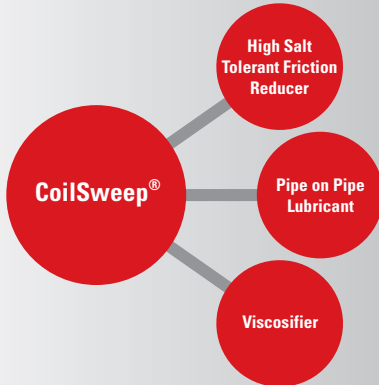 High Salt
Tolerant Friction
Reducer
CoilSweep®
Pipe on Pipe
Lubricant
Viscosifier